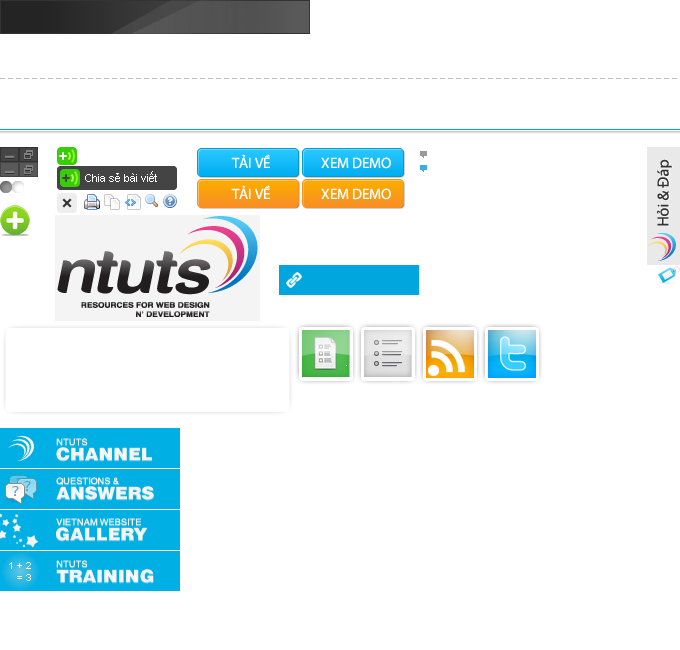 Chia sẽ bài viết
TẢI VỀ
XEM DEMO
TẢI VỀ
XEM DEMO
Hỏi & Đáp
ntuts
RESOURCES FOR WEB DESIGN
N' DEVELOPMENT
NTUTS
CHANNEL
QUESTIONS &
ANSWERS
VIETNAM WEBSITE
GALLERY
1 + 2
= 3
NTUTS
TRAINING